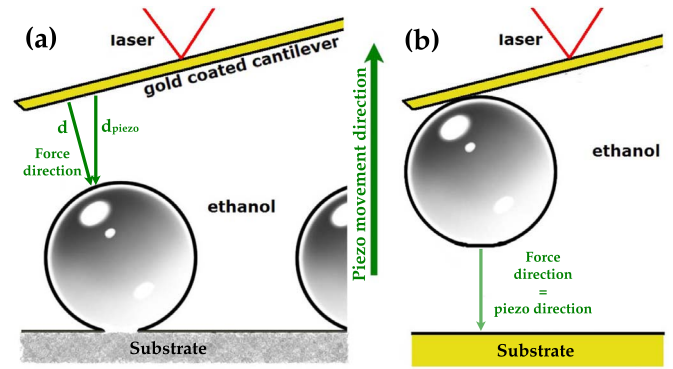 (a)
laser
gold coated cantilever
d
dpiezo
Force
direction
ethanol
Substrate
Piezo movement direction
(b)
laser
ethanol
Force
direction
=
piezo direction
Substrate